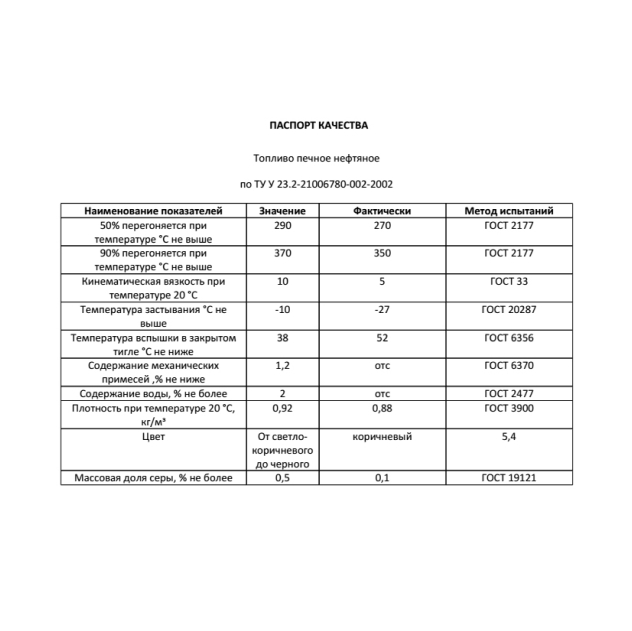 ПАСПОРТ КАЧЕСТВА
Топливо печное нефтяное
по ТУ У 23.2-21006780-002-2002
Наименование показателей Значение Фактически Метод испытаний
50% перегоняется при температуре °С не выше 290 270 ГОСТ 2177
90% перегоняется при температуре °С не выше 370 350 ГОСТ 2177
Кинематическая вязкость при температуре 20 °С 10 5 ГОСТ 33
Температура застывания °С не выше -10 -27 ГОСТ 20287
Температура вспышки в закрытом тигле °С не ниже 38 52 ГОСТ 6356
Содержание механических примесей ,% не ниже 1,2 отс ГОСТ 6370
Содержание воды, % не более 2 отс ГОСТ 2477
Плотность при температуре 20 °С, кг/м³ 0,92 0,88 ГОСТ 3900
Цвет От светло-коричневого до черного коричневый 5,4
Массовая доля серы, % не более 0,5 0,1 ГОСТ 19121